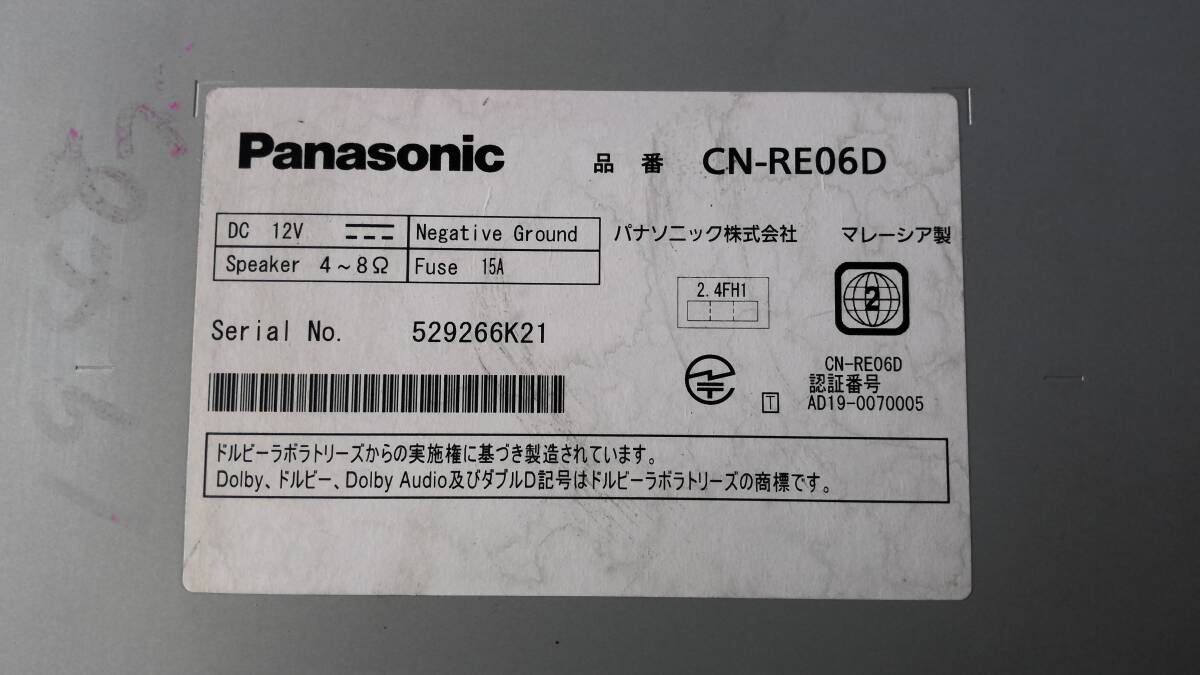 Panasonic 品番 CN-RE06D
DC 12V Negative Ground
Speaker 4～8Ω Fuse 15A
パナソニック株式会社 マレーシア製
2.4FH1
2
Serial No. 529266K21
CN-RE06D
認証番号
T AD19-0070005
ドルビーラボラトリーズからの実施権に基づき製造されています。
Dolby、ドルビー、Dolby Audio及びダブルD記号はドルビーラボラトリーズの商標です。